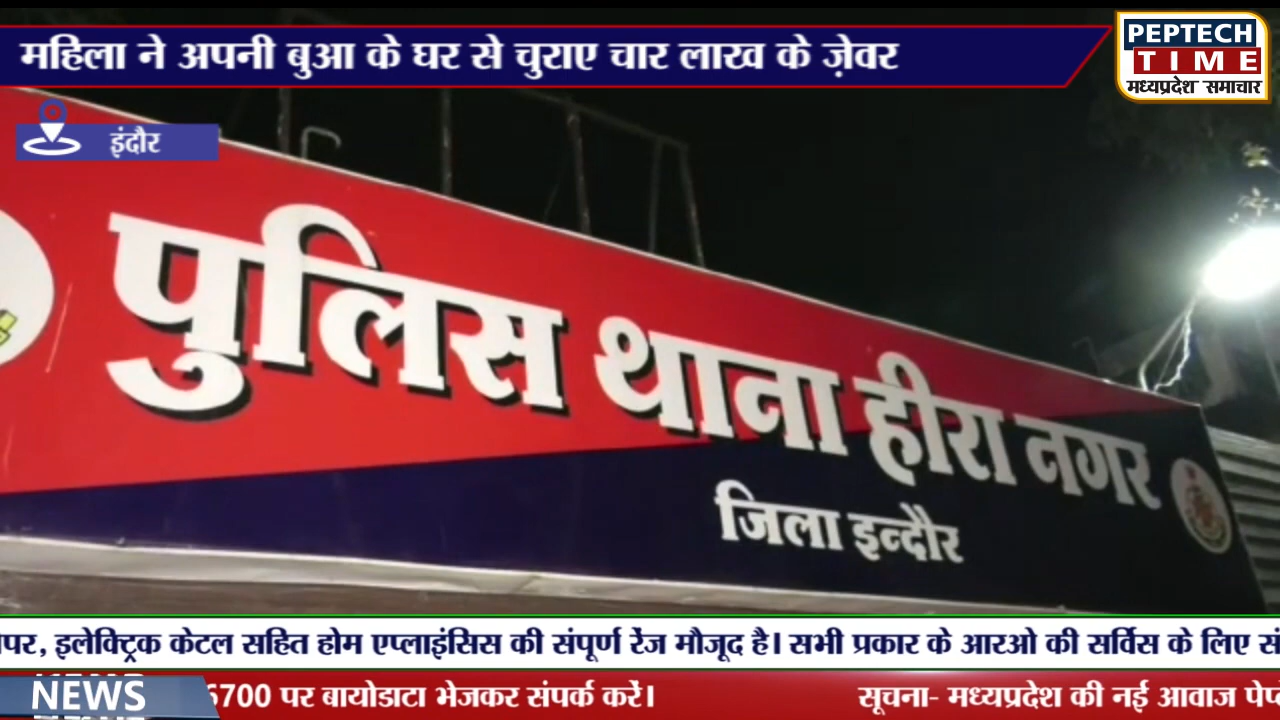 महिला ने अपनी बुआ के घर से चुराए चार लाख के ज़ेवर
PEPTECH
TIME
मध्यप्रदेश समाचार
इंदौर
पुलिस थाना हीरा नगर
जिला इन्दौर
इलेक्ट्रिक केटल सहित होम एप्लाइंसिस की संपूर्ण रेंज मौजूद है। सभी प्रकार के आरओ की सर्विस के लिए
NEWS
6700 पर बायोडाटा भेजकर संपर्क करें।
सूचना- मध्यप्रदेश की नई आवाज